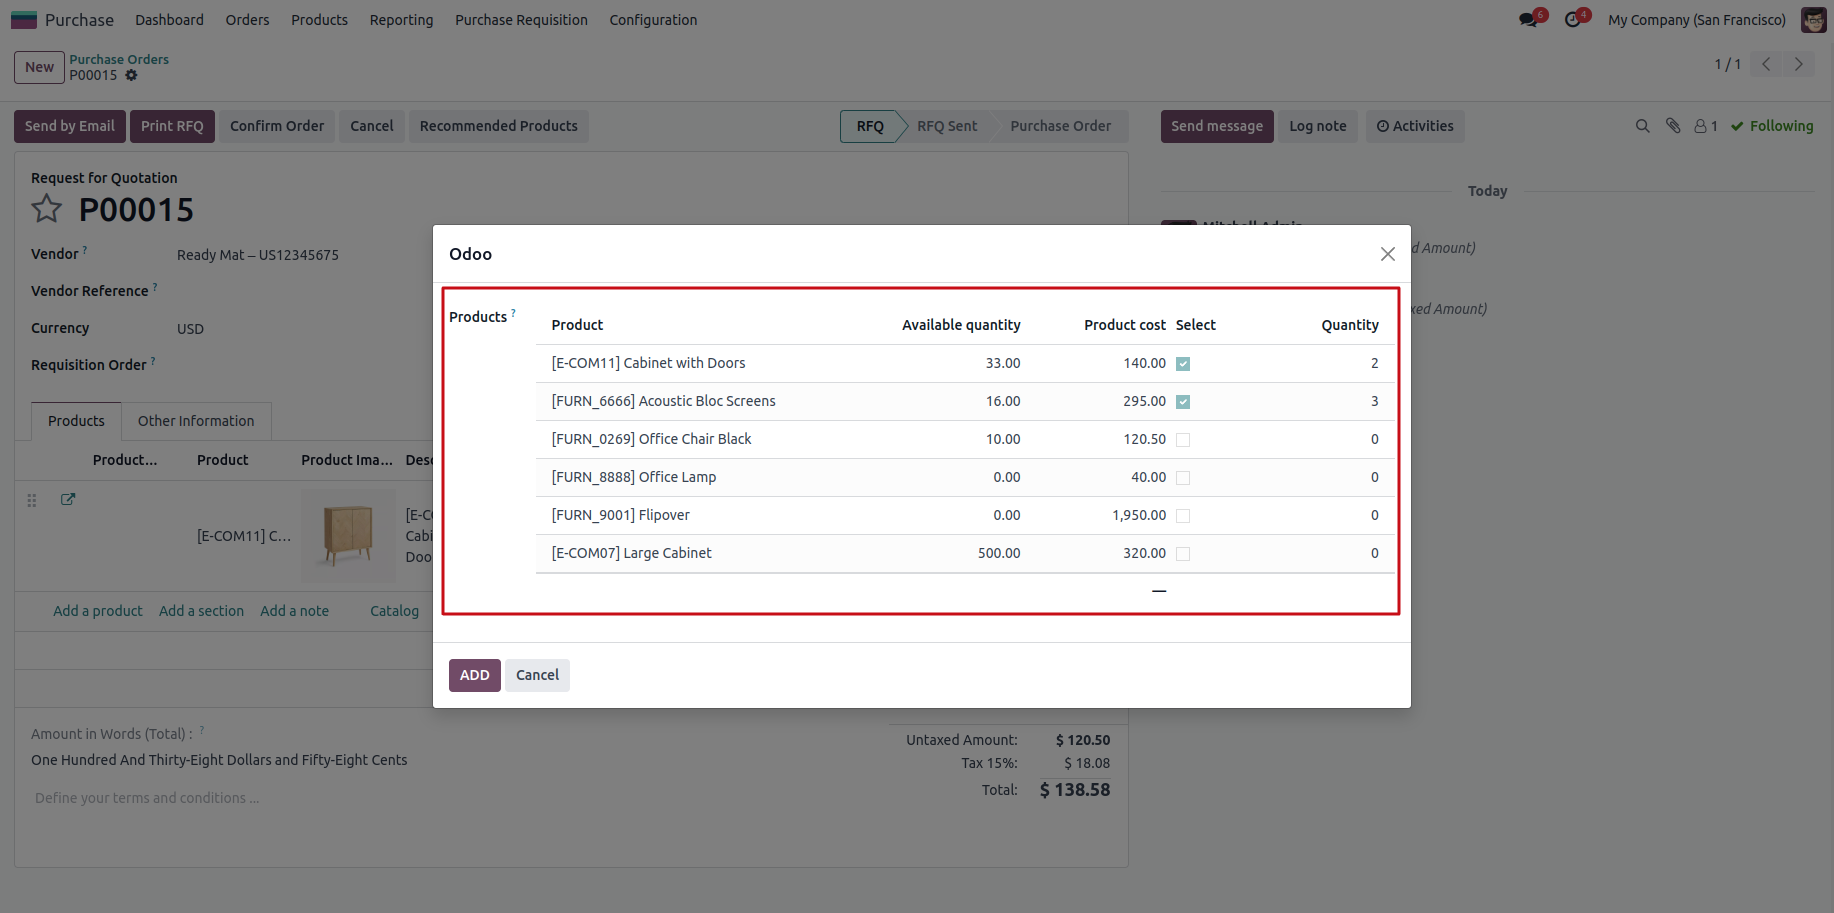 Purchase Dashboard Orders Products Reporting Purchase Requisition Configuration 6 4 My Company (San Francisco)
New Purchase Orders
P00015 1 / 1
Send by Email Print RFQ Confirm Order Cancel Recommended Products RFQ RFQ Sent Purchase Order Send message Log note Activities 1 Following
Request for Quotation
Today
P00015
Mitchell Admin
Vendor ? Ready Mat – US12345675
d Amount)
Vendor Reference ?
xed Amount)
Currency USD
Requisition Order ?
Products Other Information
Product... Product Product Ima... Desc
[E-COM11] C... [E-C
Cabi
Doo
Add a product Add a section Add a note Catalog
Odoo
Products ?
Product Available quantity Product cost Select Quantity
[E-COM11] Cabinet with Doors 33.00 140.00 2
[FURN_6666] Acoustic Bloc Screens 16.00 295.00 3
[FURN_0269] Office Chair Black 10.00 120.50 0
[FURN_8888] Office Lamp 0.00 40.00 0
[FURN_9001] Flipover 0.00 1,950.00 0
[E-COM07] Large Cabinet 500.00 320.00 0
—
ADD Cancel
Amount in Words (Total) : ?
One Hundred And Thirty-Eight Dollars and Fifty-Eight Cents
Define your terms and conditions ...
Untaxed Amount: $ 120.50
Tax 15%: $ 18.08
Total: $ 138.58